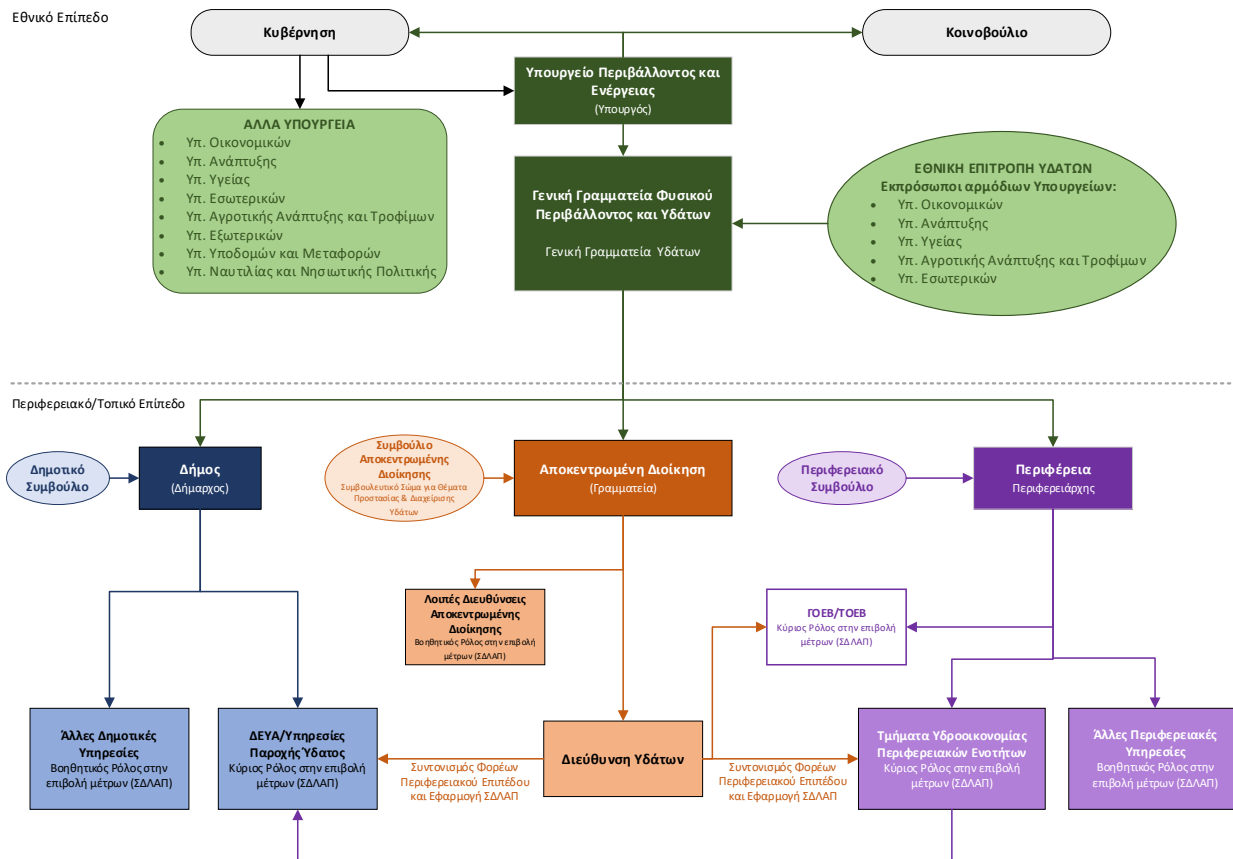 Εθνικό Επίπεδο
Κυβέρνηση
Κοινοβούλιο
Υπουργείο Περιβάλλοντος και
Ενέργειας
(Υπουργός)
ΑΛΛΑ ΥΠΟΥΡΓΕΙΑ
• Υπ. Οικονομικών
• Υπ. Ανάπτυξης
• Υπ. Υγείας
• Υπ. Εσωτερικών
• Υπ. Αγροτικής Ανάπτυξης και Τροφίμων
• Υπ. Εξωτερικών
• Υπ. Υποδομών και Μεταφορών
• Υπ. Ναυτιλίας και Νησιωτικής Πολιτικής
Γενική Γραμματεία Φυσικού
Περιβάλλοντος και Υδάτων
Γενική Γραμματεία Υδάτων
ΕΘΝΙΚΗ ΕΠΙΤΡΟΠΗ ΥΔΑΤΩΝ
Εκπρόσωποι αρμόδιων Υπουργείων:
• Υπ. Οικονομικών
• Υπ. Ανάπτυξης
• Υπ. Υγείας
• Υπ. Αγροτικής Ανάπτυξης και Τροφίμων
• Υπ. Εσωτερικών
Περιφερειακό/Τοπικό Επίπεδο
Δημοτικό
Συμβούλιο
Δήμος
(Δήμαρχος)
Συμβούλιο
Αποκεντρωμένης
Διοίκησης
Συμβουλευτικό Σώμα για Θέματα
Προστασίας & Διαχείρισης
Υδάτων
Αποκεντρωμένη Διοίκηση
(Γραμματεία)
Περιφερειακό
Συμβούλιο
Περιφέρεια
Περιφερειάρχης
Λοιπές Διευθύνσεις
Αποκεντρωμένης
Διοίκησης
Βοηθητικός Ρόλος στην επιβολή
μέτρων (ΣΔΛΑΠ)
ΓΟΕΒ/ΤΟΕΒ
Κύριος Ρόλος στην επιβολή
μέτρων (ΣΔΛΑΠ)
Άλλες Δημοτικές
Υπηρεσίες
Βοηθητικός Ρόλος στην
επιβολή μέτρων (ΣΔΛΑΠ)
ΔΕΥΑ/Υπηρεσίες
Παροχής Ύδατος
Κύριος Ρόλος στην επιβολή
μέτρων (ΣΔΛΑΠ)
Συντονισμός Φορέων
Περιφερειακού Επιπέδου
και Εφαρμογή ΣΔΛΑΠ
Διεύθυνση Υδάτων
Συντονισμός Φορέων
Περιφερειακού Επιπέδου
και Εφαρμογή ΣΔΛΑΠ
Τμήματα Υδροοικονομίας
Περιφερειακών Ενοτήτων
Κύριος Ρόλος στην επιβολή
μέτρων (ΣΔΛΑΠ)
Άλλες Περιφερειακές
Υπηρεσίες
Βοηθητικός Ρόλος στην
επιβολή μέτρων (ΣΔΛΑΠ)